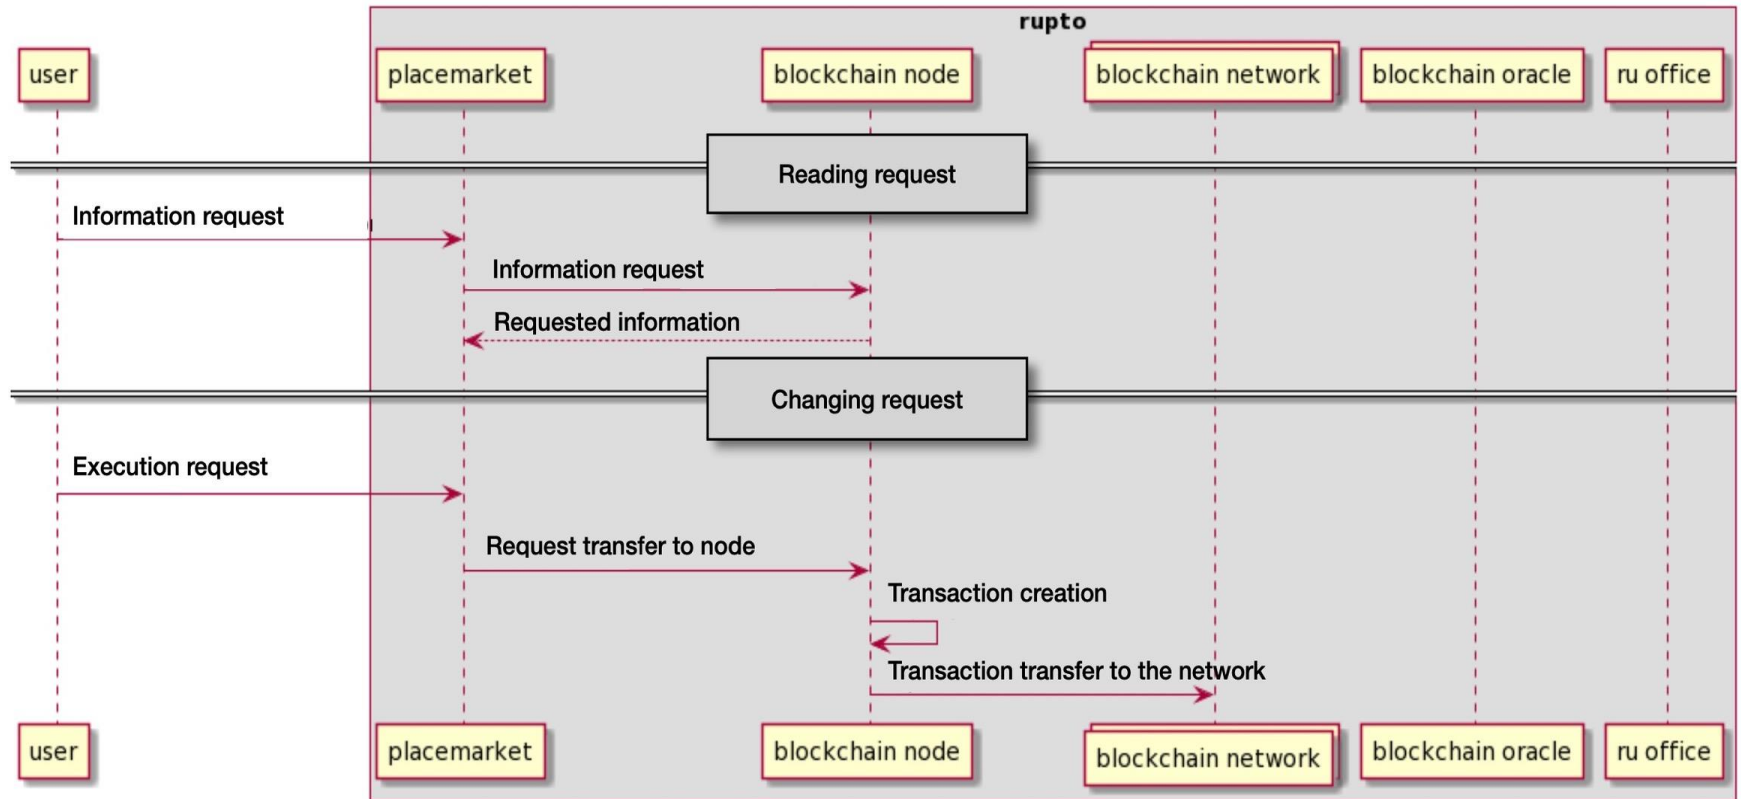 rupto
user
placemarket
blockchain node
blockchain network
blockchain oracle
ru office
Reading request
Information request
Information request
Requested information
Changing request
Execution request
Request transfer to node
Transaction creation
Transaction transfer to the network
user
placemarket
blockchain node
blockchain network
blockchain oracle
ru office